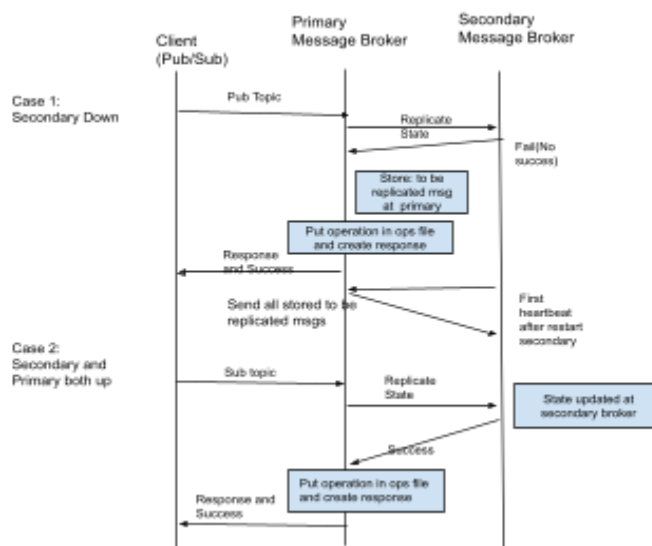 Client
(Pub/Sub)
Primary
Message Broker
Secondary
Message Broker
Case 1:
Secondary Down
Pub Topic
Replicate
State
Fail(No
succes)
Store: to be
replicated msg
at primary
Put operation in ops file
and create response
Response
and Success
Send all stored to be
replicated msgs
First
heartbeat
after restart
secondary
Case 2:
Secondary and
Primary both up
Sub topic
Replicate
State
State updated at
secondary broker
Success
Put operation in ops file
and create response
Response and
Success